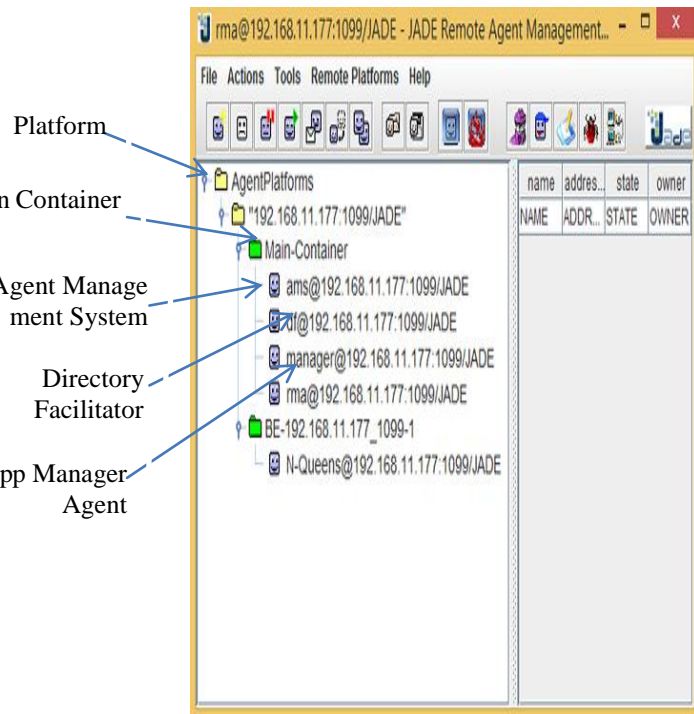 rma@192.168.11.177:1099/JADE - JADE Remote Agent Management...
File Actions Tools Remote Platforms Help
Jade
Platform
n Container
Agent Manage
ment System
Directory
Facilitator
pp Manager
Agent
AgentPlatforms
"192.168.11.177:1099/JADE"
Main-Container
ams@192.168.11.177:1099/JADE
df@192.168.11.177:1099/JADE
manager@192.168.11.177:1099/JADE
rma@192.168.11.177:1099/JADE
BE-192.168.11.177_1099-1
N-Queens@192.168.11.177:1099/JADE
name addres... state owner
NAME ADDR... STATE OWNER